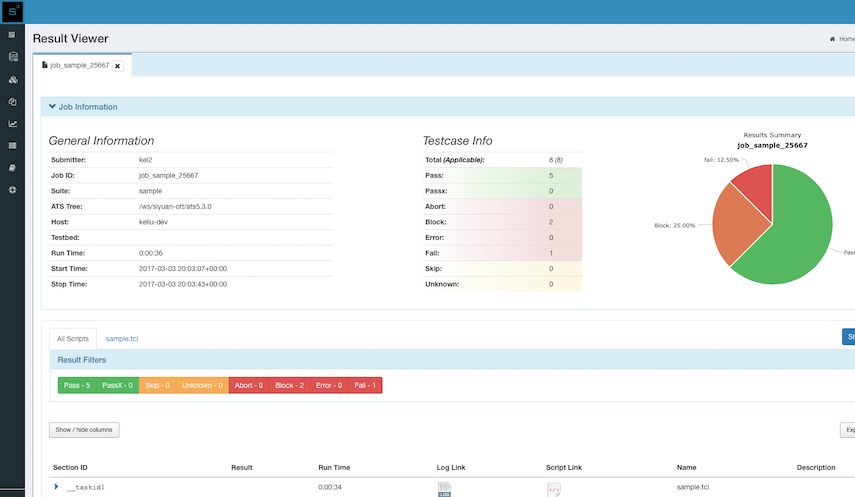 S³
Result Viewer
Home
job_sample_25667
Job Information
General Information
Submitter: kel2
Job ID: job_sample_25667
Suite: sample
ATS Tree: /ws/siyuan-ott/ats5.3.0
Host: keliu-dev
Testbed:
Run Time: 0:00:36
Start Time: 2017-03-03 20:03:07+00:00
Stop Time: 2017-03-03 20:03:43+00:00
Testcase Info
Total (Applicable): 8 (8)
Pass: 5
Passx: 0
Abort: 0
Block: 2
Error: 0
Fail: 1
Skip: 0
Unknown: 0
Results Summary
job_sample_25667
fail: 12.50%
Block: 25.00%
Pass
All Scripts sample.tcl
Sh
Result Filters
Pass - 5 PassX - 0 Skip - 0 Unknown - 0 Abort - 0 Block - 2 Error - 0 Fail - 1
Show / hide columns
Exp
Section ID Result Run Time Log Link Script Link Name Description
__taskid1 0:00:34 LOG </> sample.tcl